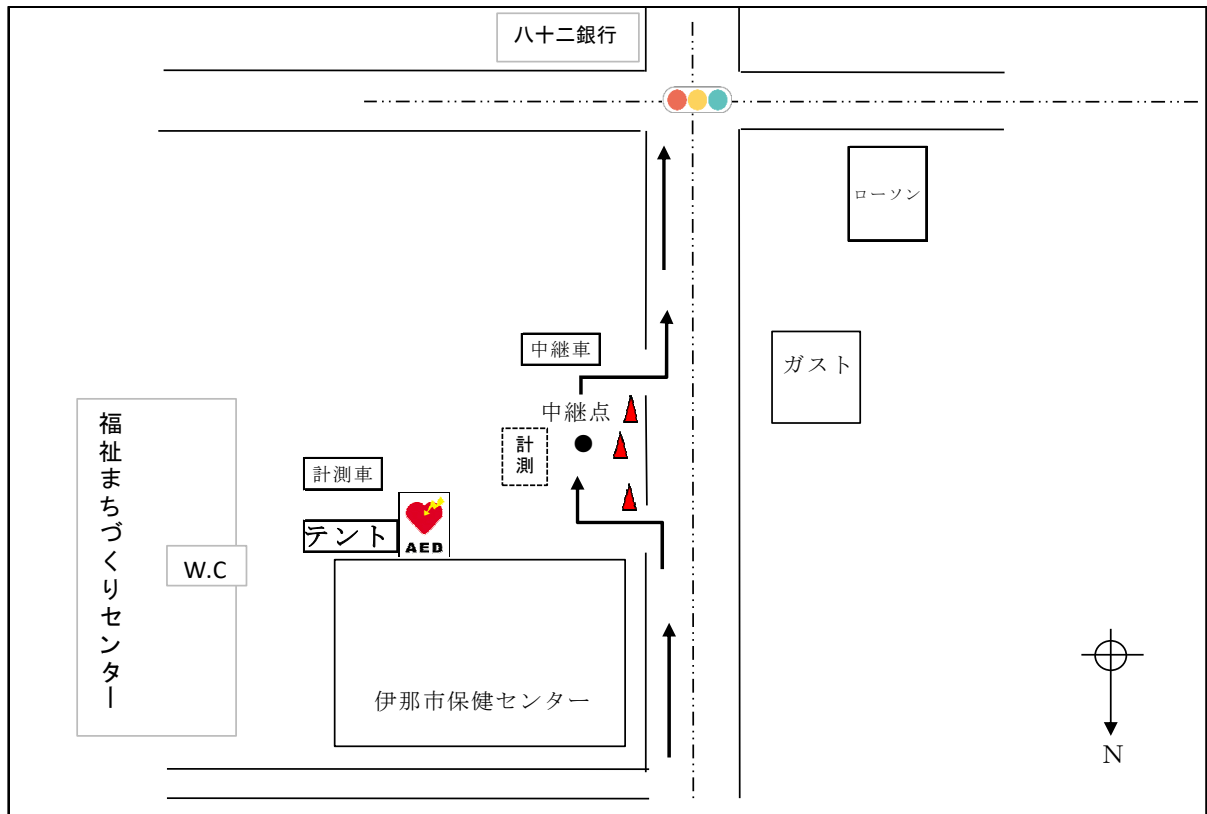 八十二銀行
ローソン
中継車
ガスト
中継点
計測
計測車
テント
AED
福祉まちづくりセンター
W.C
伊那市保健センター
N